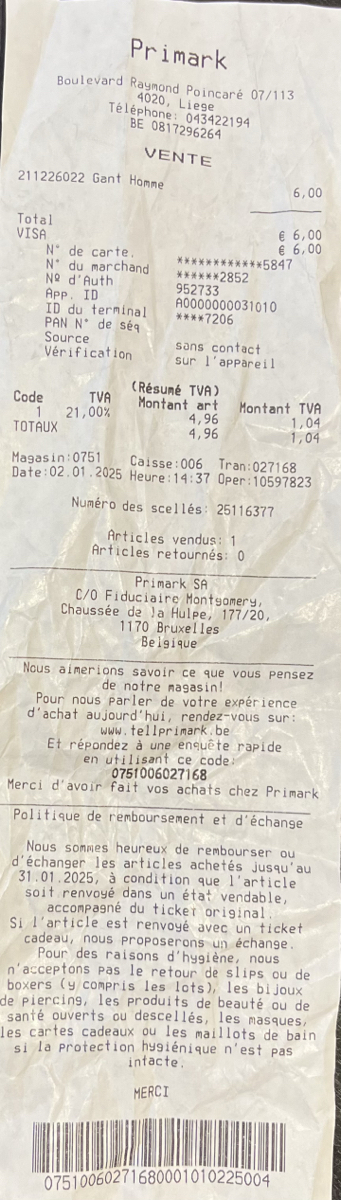 Primark
Boulevard Raymond Poincaré 07/113
4020, Liege
Téléphone: 043422194
BE 0817296264
VENTE
211226022 Gant Homme 6,00
Total € 6,00
VISA € 6,00
N° de carte. ************5847
N° du marchand ******2852
Nº d'Auth 952733
App. ID A0000000031010
ID du terminal ****7206
PAN N° de séq
Source sans contact
Vérification sur l'appareil
(Résumé TVA)
Code TVA Montant art Montant TVA
1 21,00% 4,96 1,04
TOTAUX 4,96 1,04
Magasin:0751 Caisse:006 Tran:027168
Date:02.01.2025 Heure:14:37 Oper:10597823
Numéro des scellés: 25116377
Articles vendus: 1
Articles retournés: 0
Primark SA
C/O Fiduciaire Montgomery,
Chaussée de la Hulpe, 177/20,
1170 Bruxelles
Belgique
Nous aimerions savoir ce que vous pensez
de notre magasin!
Pour nous parler de votre expérience
d'achat aujourd'hui, rendez-vous sur:
www.tellprimark.be
Et répondez à une enquête rapide
en utilisant ce code:
0751006027168
Merci d'avoir fait vos achats chez Primark
Politique de remboursement et d'échange
Nous sommes heureux de rembourser ou
d'échanger les articles achetés jusqu'au
31.01.2025, à condition que l'article
soit renvoyé dans un état vendable,
accompagné du ticket original.
Si l'article est renvoyé avec un ticket
cadeau, nous proposerons un échange.
Pour des raisons d'hygiène, nous
n'acceptons pas le retour de slips ou de
boxers (y compris les lots), les bijoux
de piercing, les produits de beauté ou de
santé ouverts ou descellés, les masques,
les cartes cadeaux ou les maillots de bain
si la protection hygiénique n'est pas
intacte.
MERCI
0751006027168000101022500​4